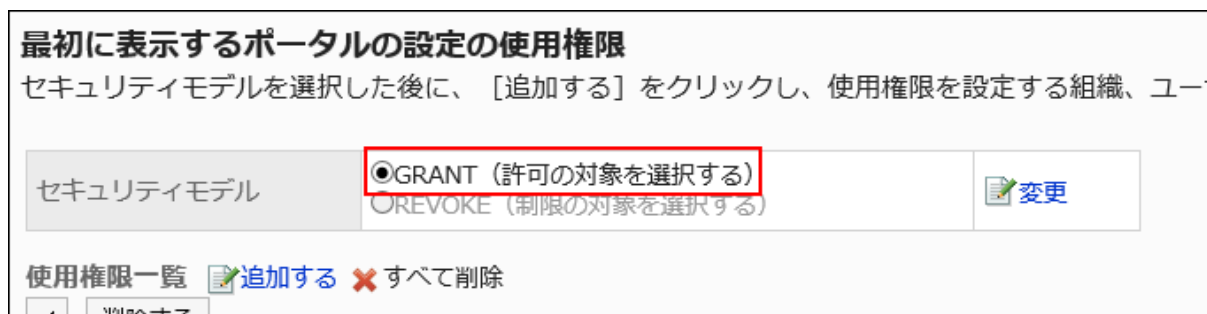 最初に表示するポータルの設定の使用権限
セキュリティモデルを選択した後に、［追加する］をクリックし、使用権限を設定する組織、ユー
セキュリティモデル
GRANT（許可の対象を選択する）
REVOKE（制限の対象を選択する）
変更
使用権限一覧 追加する すべて削除
削除する